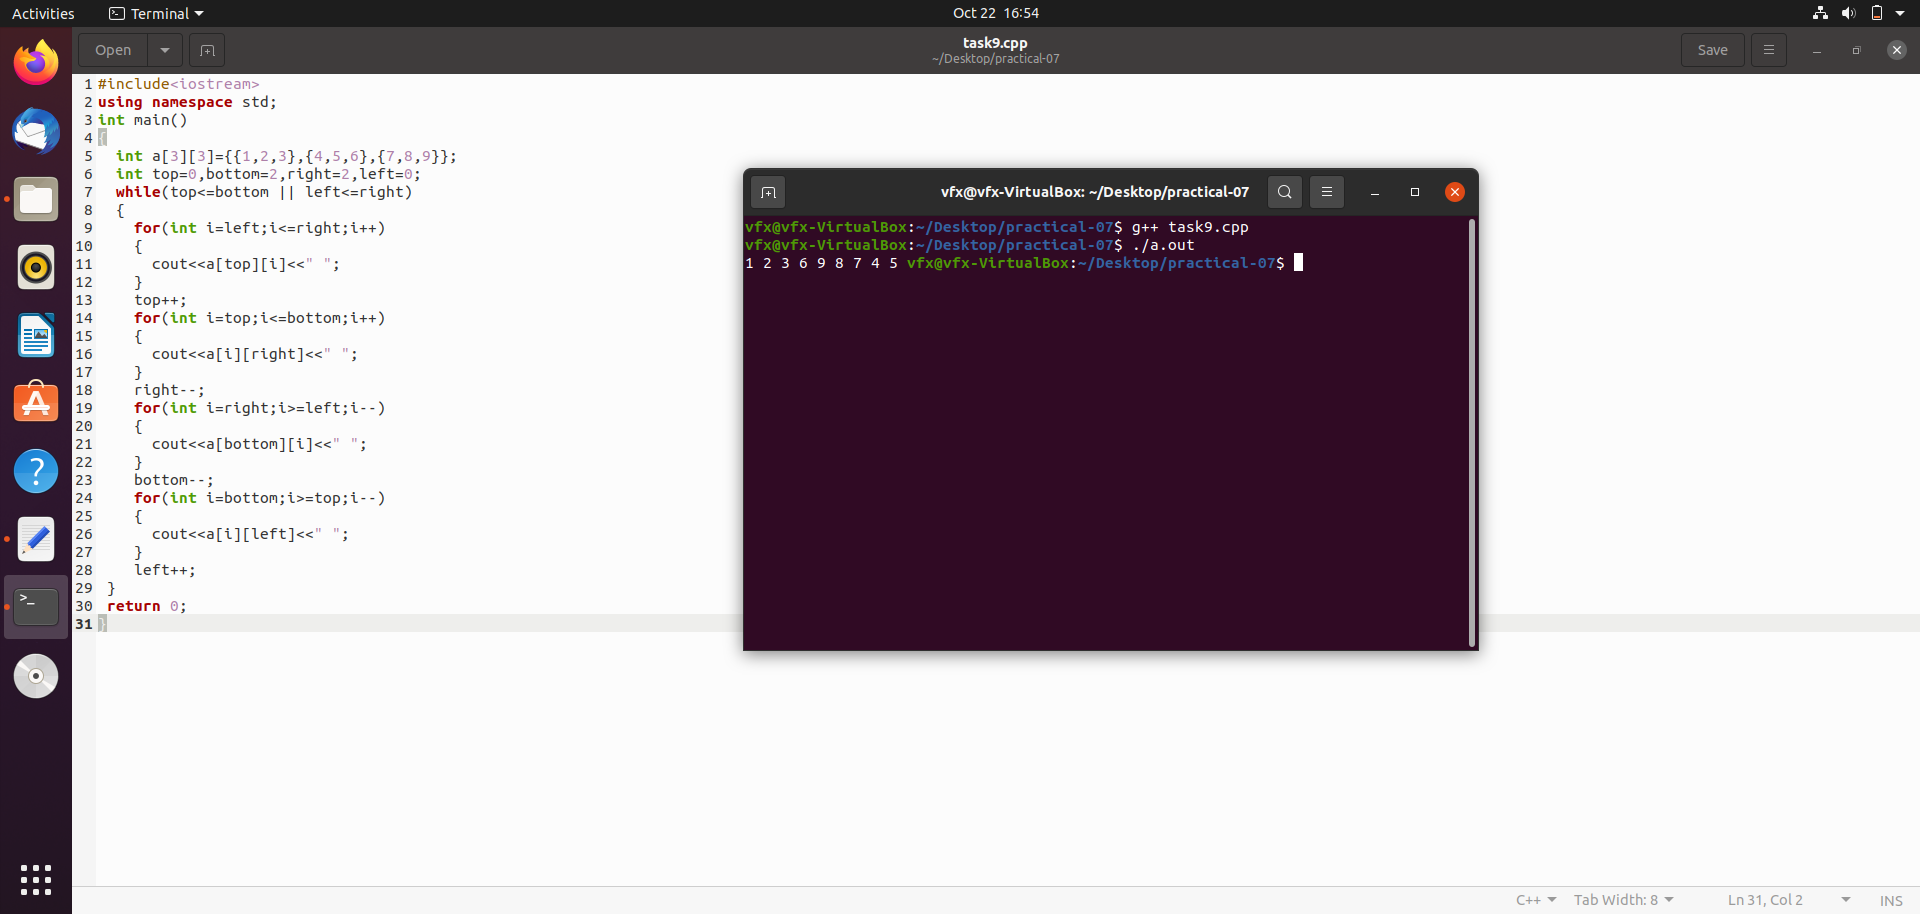 Activities Terminal Oct 22 16:54
Open task9.cpp Save
~/Desktop/practical-07
1 #include<iostream>
2 using namespace std;
3 int main()
4 {
5   int a[3][3]={{1,2,3},{4,5,6},{7,8,9}};
6   int top=0,bottom=2,right=2,left=0;
7   while(top<=bottom || left<=right)
8   {
9     for(int i=left;i<=right;i++)
10     {
11       cout<<a[top][i]<<" ";
12     }
13     top++;
14     for(int i=top;i<=bottom;i++)
15     {
16       cout<<a[i][right]<<" ";
17     }
18     right--;
19     for(int i=right;i>=left;i--)
20     {
21       cout<<a[bottom][i]<<" ";
22     }
23     bottom--;
24     for(int i=bottom;i>=top;i--)
25     {
26       cout<<a[i][left]<<" ";
27     }
28     left++;
29  }
30  return 0;
31 }
vfx@vfx-VirtualBox: ~/Desktop/practical-07
vfx@vfx-VirtualBox:~/Desktop/practical-07$ g++ task9.cpp
vfx@vfx-VirtualBox:~/Desktop/practical-07$ ./a.out
1 2 3 6 9 8 7 4 5 vfx@vfx-VirtualBox:~/Desktop/practical-07$
C++ Tab Width: 8 Ln 31, Col 2 INS